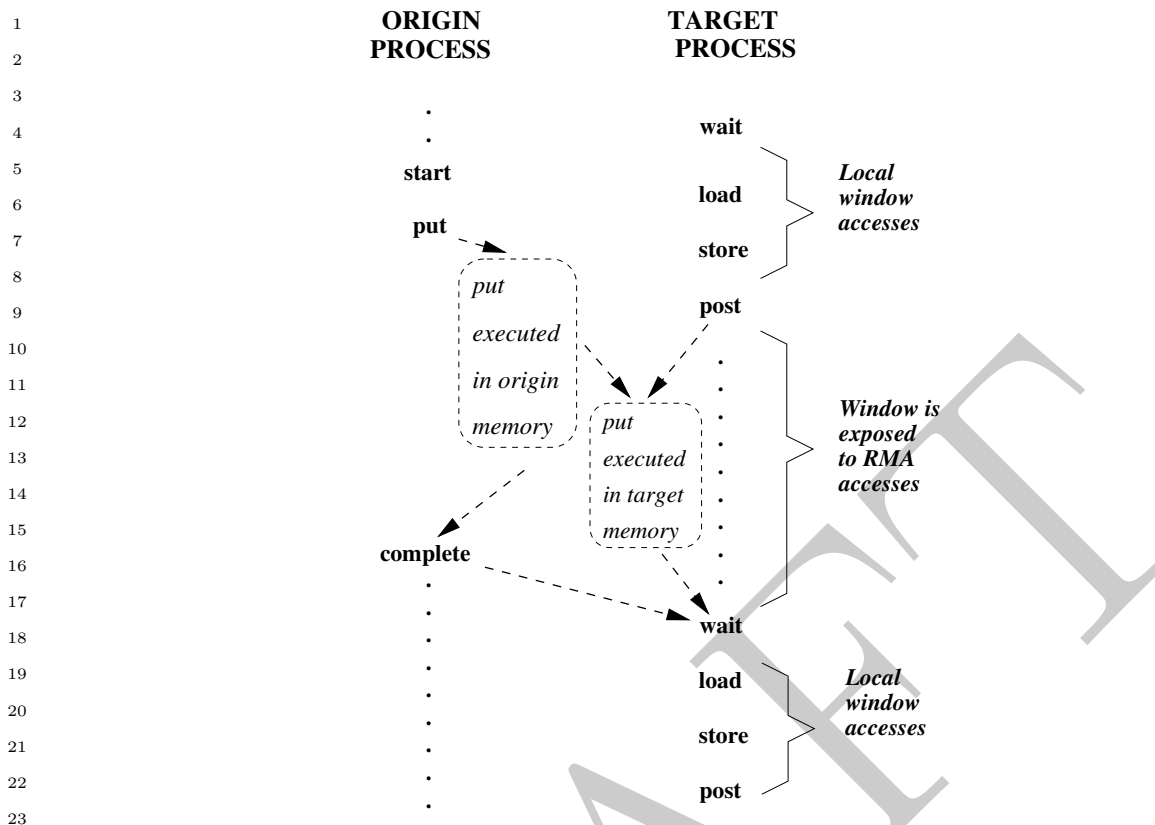 1
2
3
4
5
6
7
8
9
10
11
12
13
14
15
16
17
18
19
20
21
22
23
ORIGIN
PROCESS
start
put
put
executed
in origin
memory
complete
TARGET
PROCESS
wait
load
store
post
put
executed
in target
memory
wait
load
store
post
Local
window
accesses
Window is
exposed
to RMA
accesses
Local
window
accesses
AFT